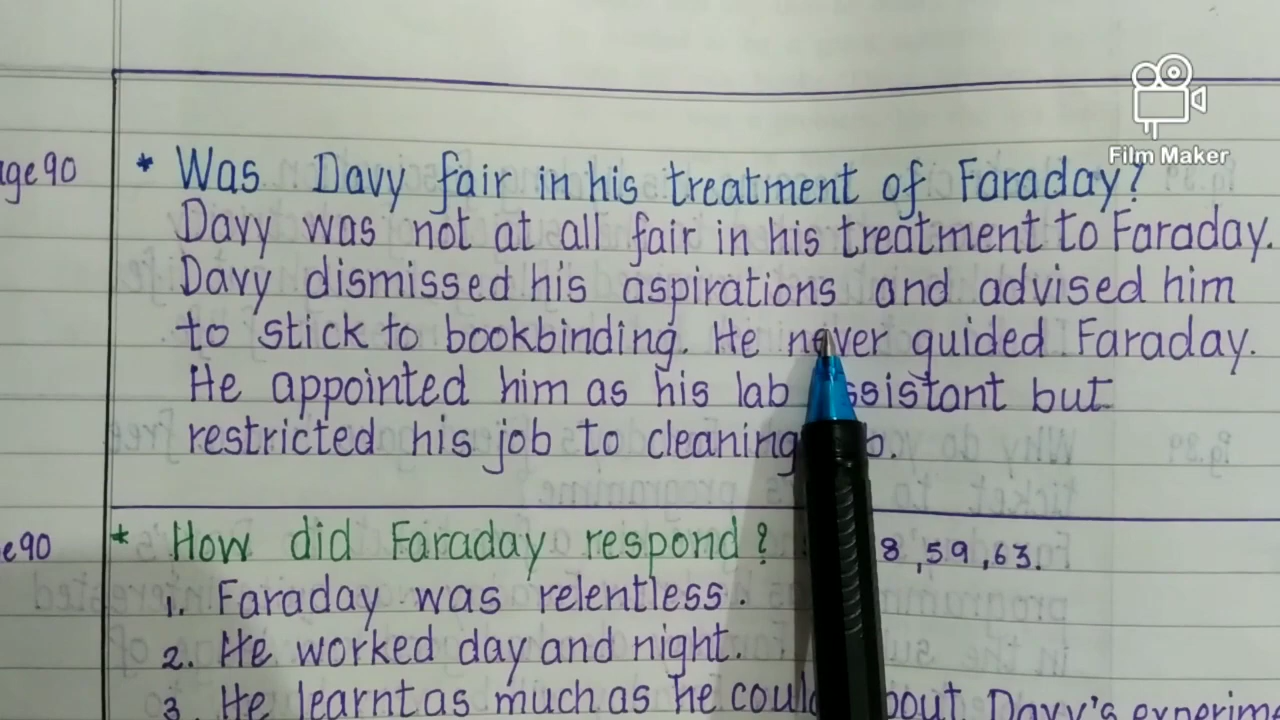 Film Maker
age 90
* Was Davy fair in his treatment of Faraday?
Davy was not at all fair in his treatment to Faraday.
Davy dismissed his aspirations and advised him
to stick to bookbinding. He never guided Faraday.
He appointed him as his lab assistant but
restricted his job to cleaning
e90
* How did Faraday respond? 8, 59, 63.
1. Faraday was relentless.
2. He worked day and night.
3. He learnt as much as he could about Davy's